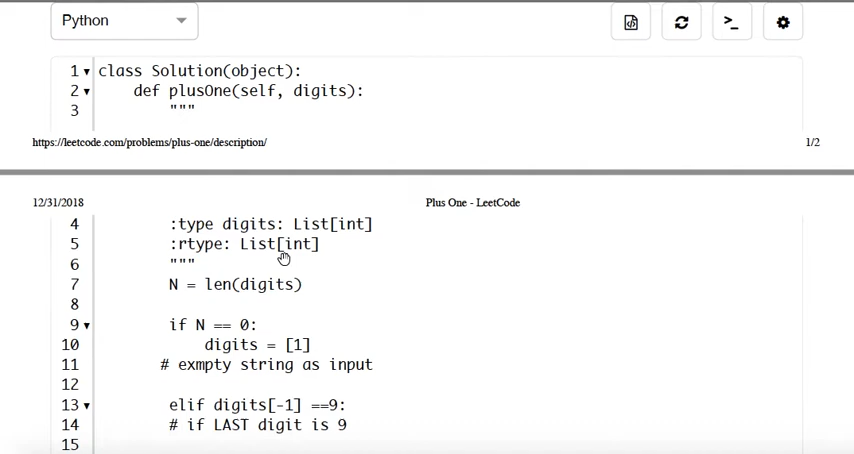 Python
1 class Solution(object):
2 def plusOne(self, digits):
3 """
https://leetcode.com/problems/plus-one/description/ 1/2
12/31/2018 Plus One - LeetCode
4 :type digits: List[int]
5 :rtype: List[int]
6 """
7 N = len(digits)
8
9 if N == 0:
10 digits = [1]
11 # exmpty string as input
12
13 elif digits[-1] ==9:
14 # if LAST digit is 9
15